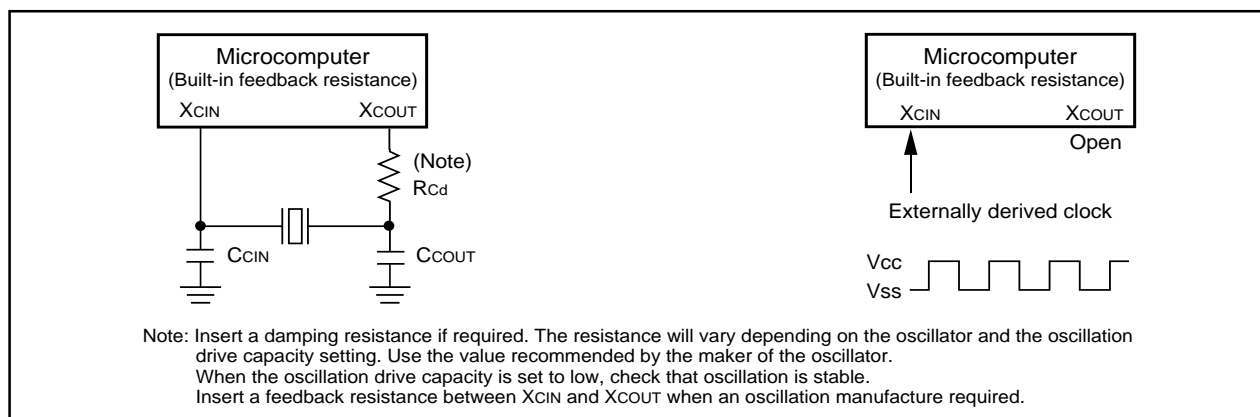 Microcomputer
(Built-in feedback resistance)
XCIN XCOUT
(Note)
RCd
CCIN
CCOUT
Microcomputer
(Built-in feedback resistance)
XCIN XCOUT
Open
Externally derived clock
Vcc
Vss
Note: Insert a damping resistance if required. The resistance will vary depending on the oscillator and the oscillation
drive capacity setting. Use the value recommended by the maker of the oscillator.
When the oscillation drive capacity is set to low, check that oscillation is stable.
Insert a feedback resistance between XCIN and XCOUT when an oscillation manufacture required.